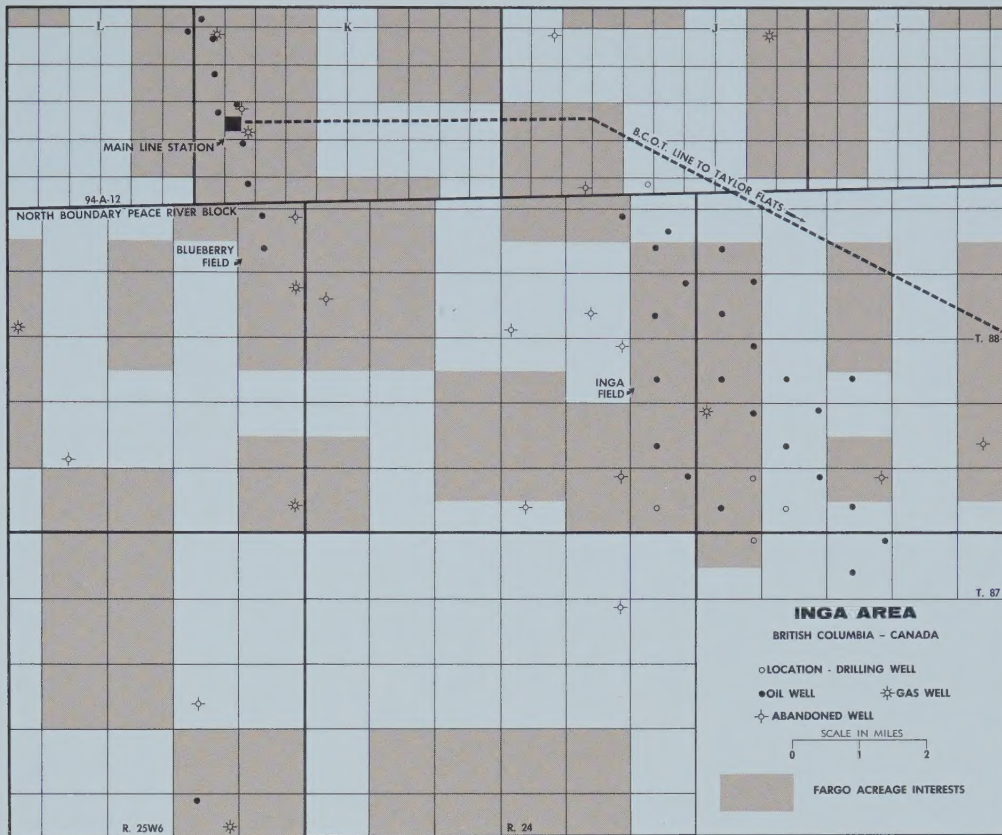 L
K
J
I
MAIN LINE STATION
B.C.O.T. LINE TO TAYLOR FLATS
94-A-12
NORTH BOUNDARY PEACE RIVER BLOCK
BLUEBERRY
FIELD
T. 88
INGA
FIELD
T. 87
INGA AREA
BRITISH COLUMBIA - CANADA
LOCATION - DRILLING WELL
OIL WELL
GAS WELL
ABANDONED WELL
SCALE IN MILES
0 1 2
FARGO ACREAGE INTERESTS
R. 25W6
R. 24